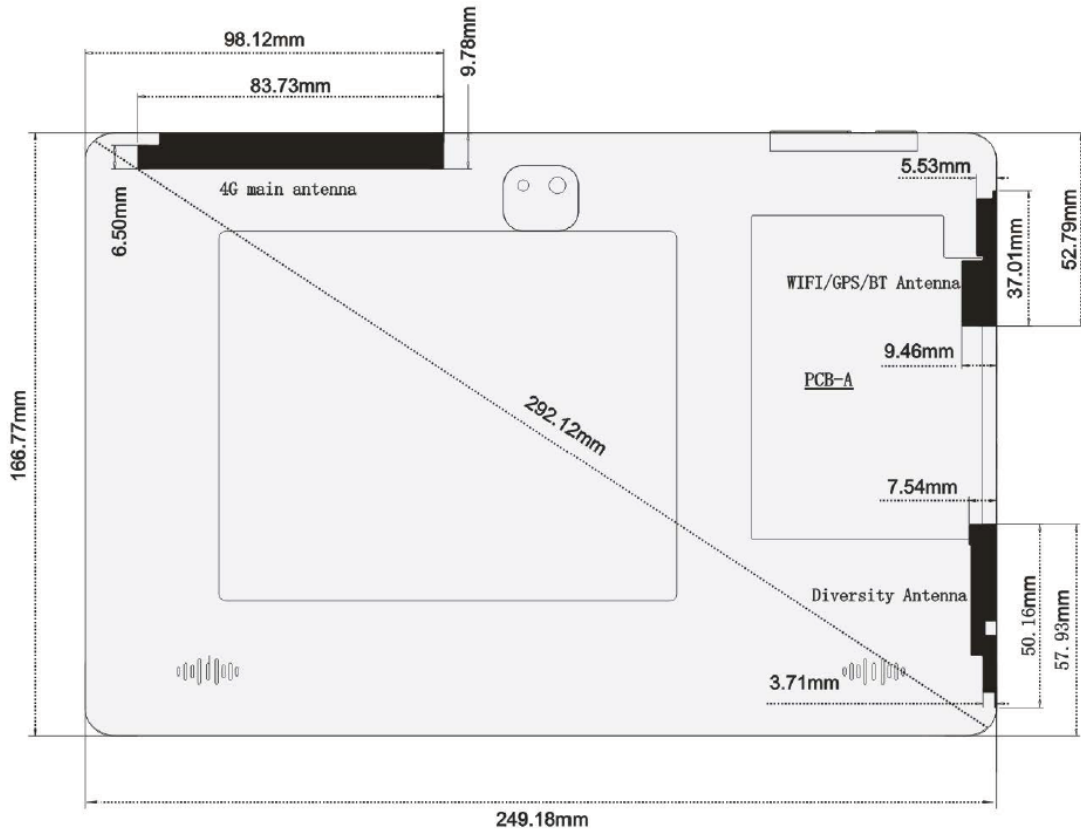 98.12mm
9.78mm
83.73mm
4G main antenna
6.50mm
5.53mm
37.01mm
52.79mm
WIFI/GPS/BT Antenna
9.46mm
PCB-A
292.12mm
166.77mm
7.54mm
Diversity Antenna
50.16mm
57.93mm
3.71mm
249.18mm